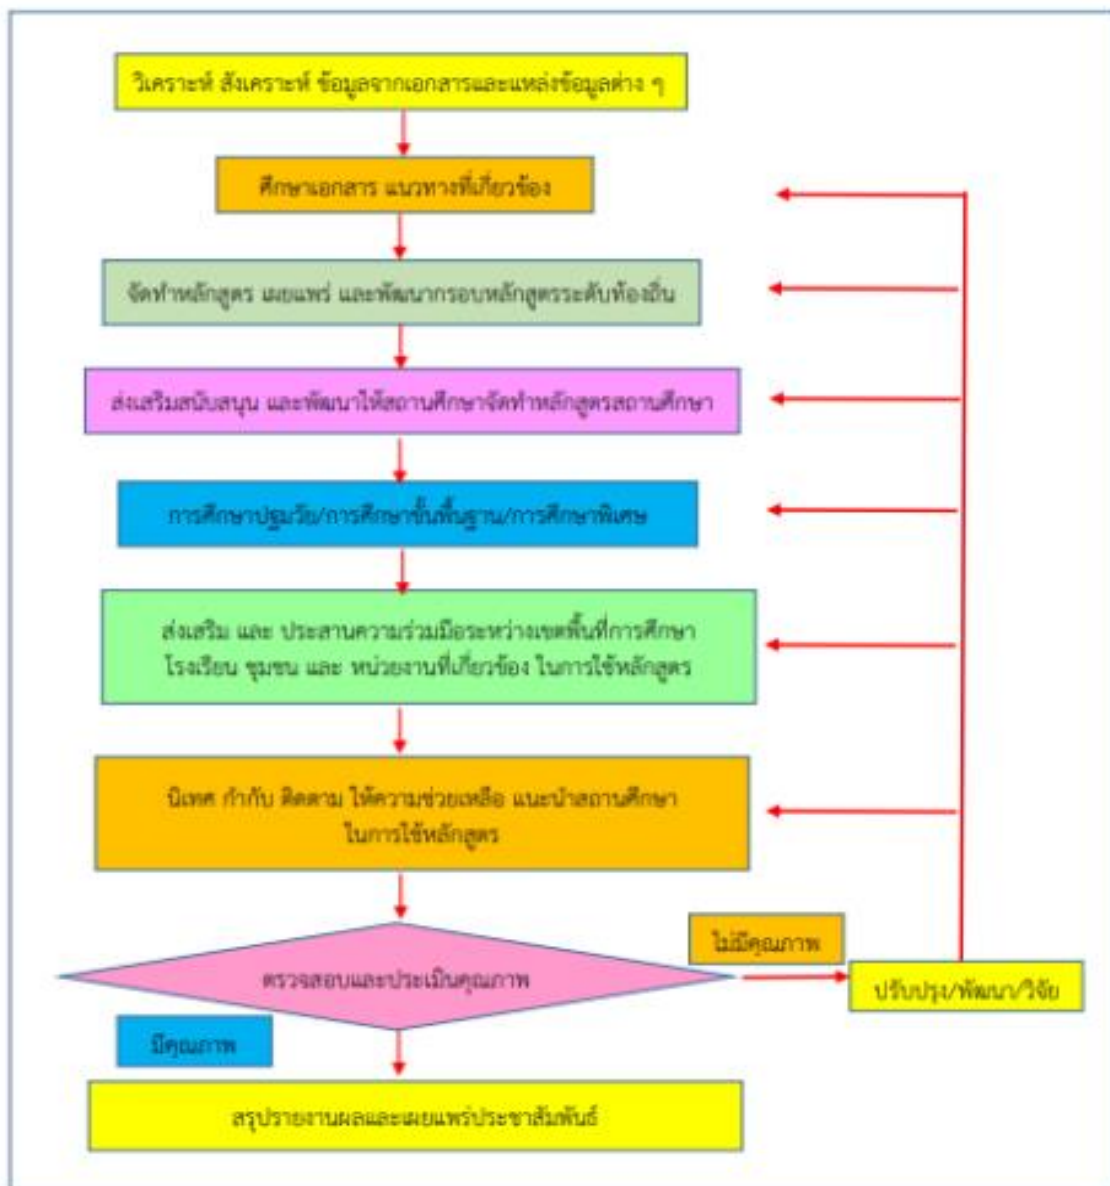 วิเคราะห์ สังเคราะห์ ข้อมูลจากเอกสารและแหล่งข้อมูลต่าง ๆ
ศึกษาเอกสาร แนวทางที่เกี่ยวข้อง
จัดทำหลักสูตร เผยแพร่ และพัฒนากรอบหลักสูตรระดับท้องถิ่น
ส่งเสริมสนับสนุน และพัฒนาให้สถานศึกษาจัดทำหลักสูตรสถานศึกษา
การศึกษาปฐมวัย/การศึกษาขั้นพื้นฐาน/การศึกษาพิเศษ
ส่งเสริม และ ประสานความร่วมมือระหว่างเขตพื้นที่การศึกษา
โรงเรียน ชุมชน และ หน่วยงานที่เกี่ยวข้อง ในการใช้หลักสูตร
นิเทศ กำกับ ติดตาม ให้ความช่วยเหลือ แนะนำสถานศึกษา
ในการใช้หลักสูตร
ไม่มีคุณภาพ
ตรวจสอบและประเมินคุณภาพ
ปรับปรุง/พัฒนา/วิจัย
มีคุณภาพ
สรุปรายงานผลและเผยแพร่ประชาสัมพันธ์